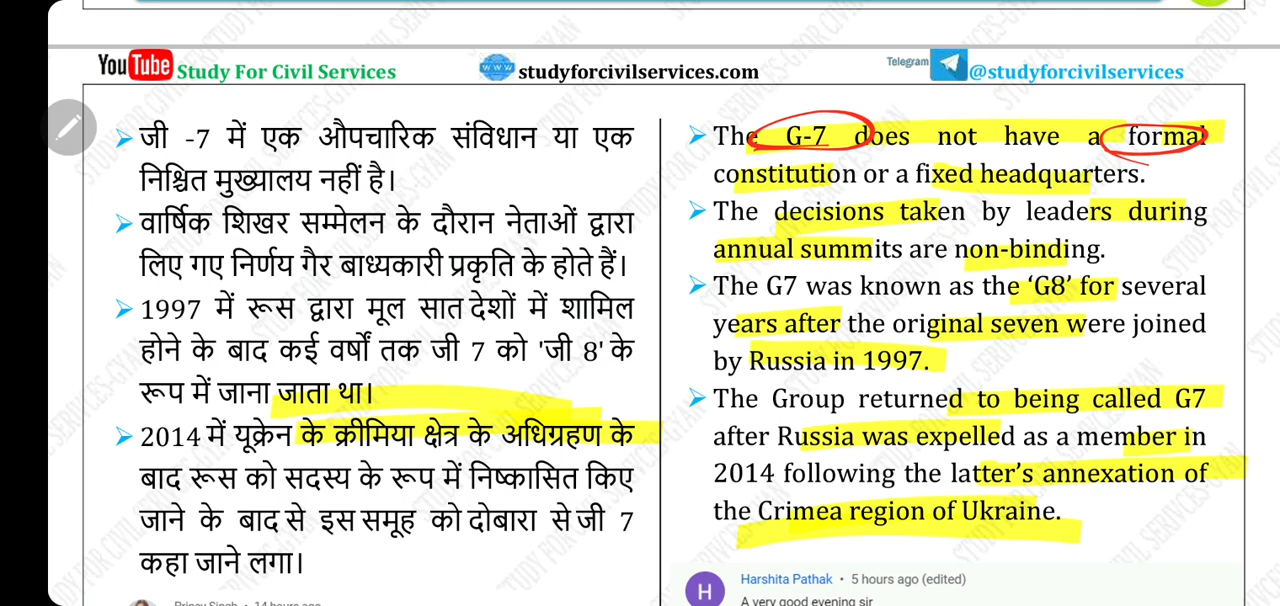 YouTube Study For Civil Services
www studyforcivilservices.com
Telegram @studyforcivilservices
जी -7 में एक औपचारिक संविधान या एक
निश्चित मुख्यालय नहीं है।
वार्षिक शिखर सम्मेलन के दौरान नेताओं द्वारा
लिए गए निर्णय गैर बाध्यकारी प्रकृति के होते हैं।
1997 में रूस द्वारा मूल सात देशों में शामिल
होने के बाद कई वर्षों तक जी 7 को 'जी 8' के
रूप में जाना जाता था।
2014 में यूक्रेन के क्रीमिया क्षेत्र के अधिग्रहण के
बाद रूस को सदस्य के रूप में निष्कासित किए
जाने के बाद से इस समूह को दोबारा से जी 7
कहा जाने लगा।
The G-7 does not have a formal
constitution or a fixed headquarters.
The decisions taken by leaders during
annual summits are non-binding.
The G7 was known as the ‘G8’ for several
years after the original seven were joined
by Russia in 1997.
The Group returned to being called G7
after Russia was expelled as a member in
2014 following the latter’s annexation of
the Crimea region of Ukraine.
H
Harshita Pathak • 5 hours ago (edited)
A very good evening sir